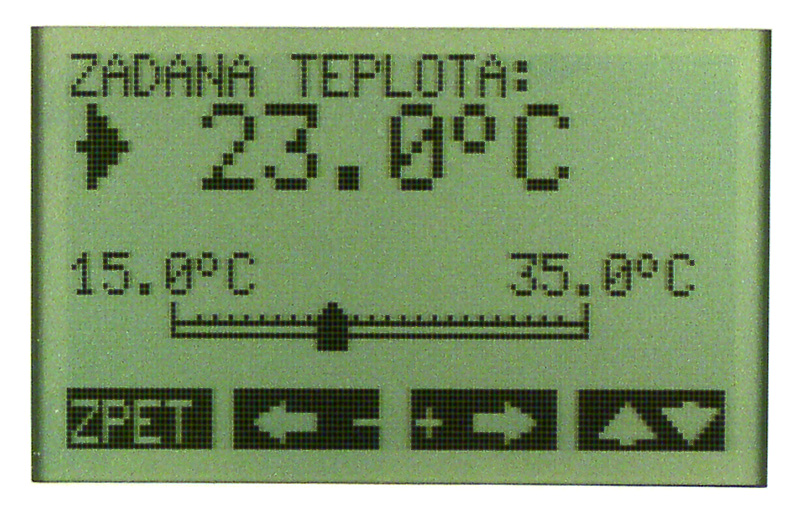 ZADANA TEPLOTA:
23.0°C
15.0°C 35.0°C
ZPET - +